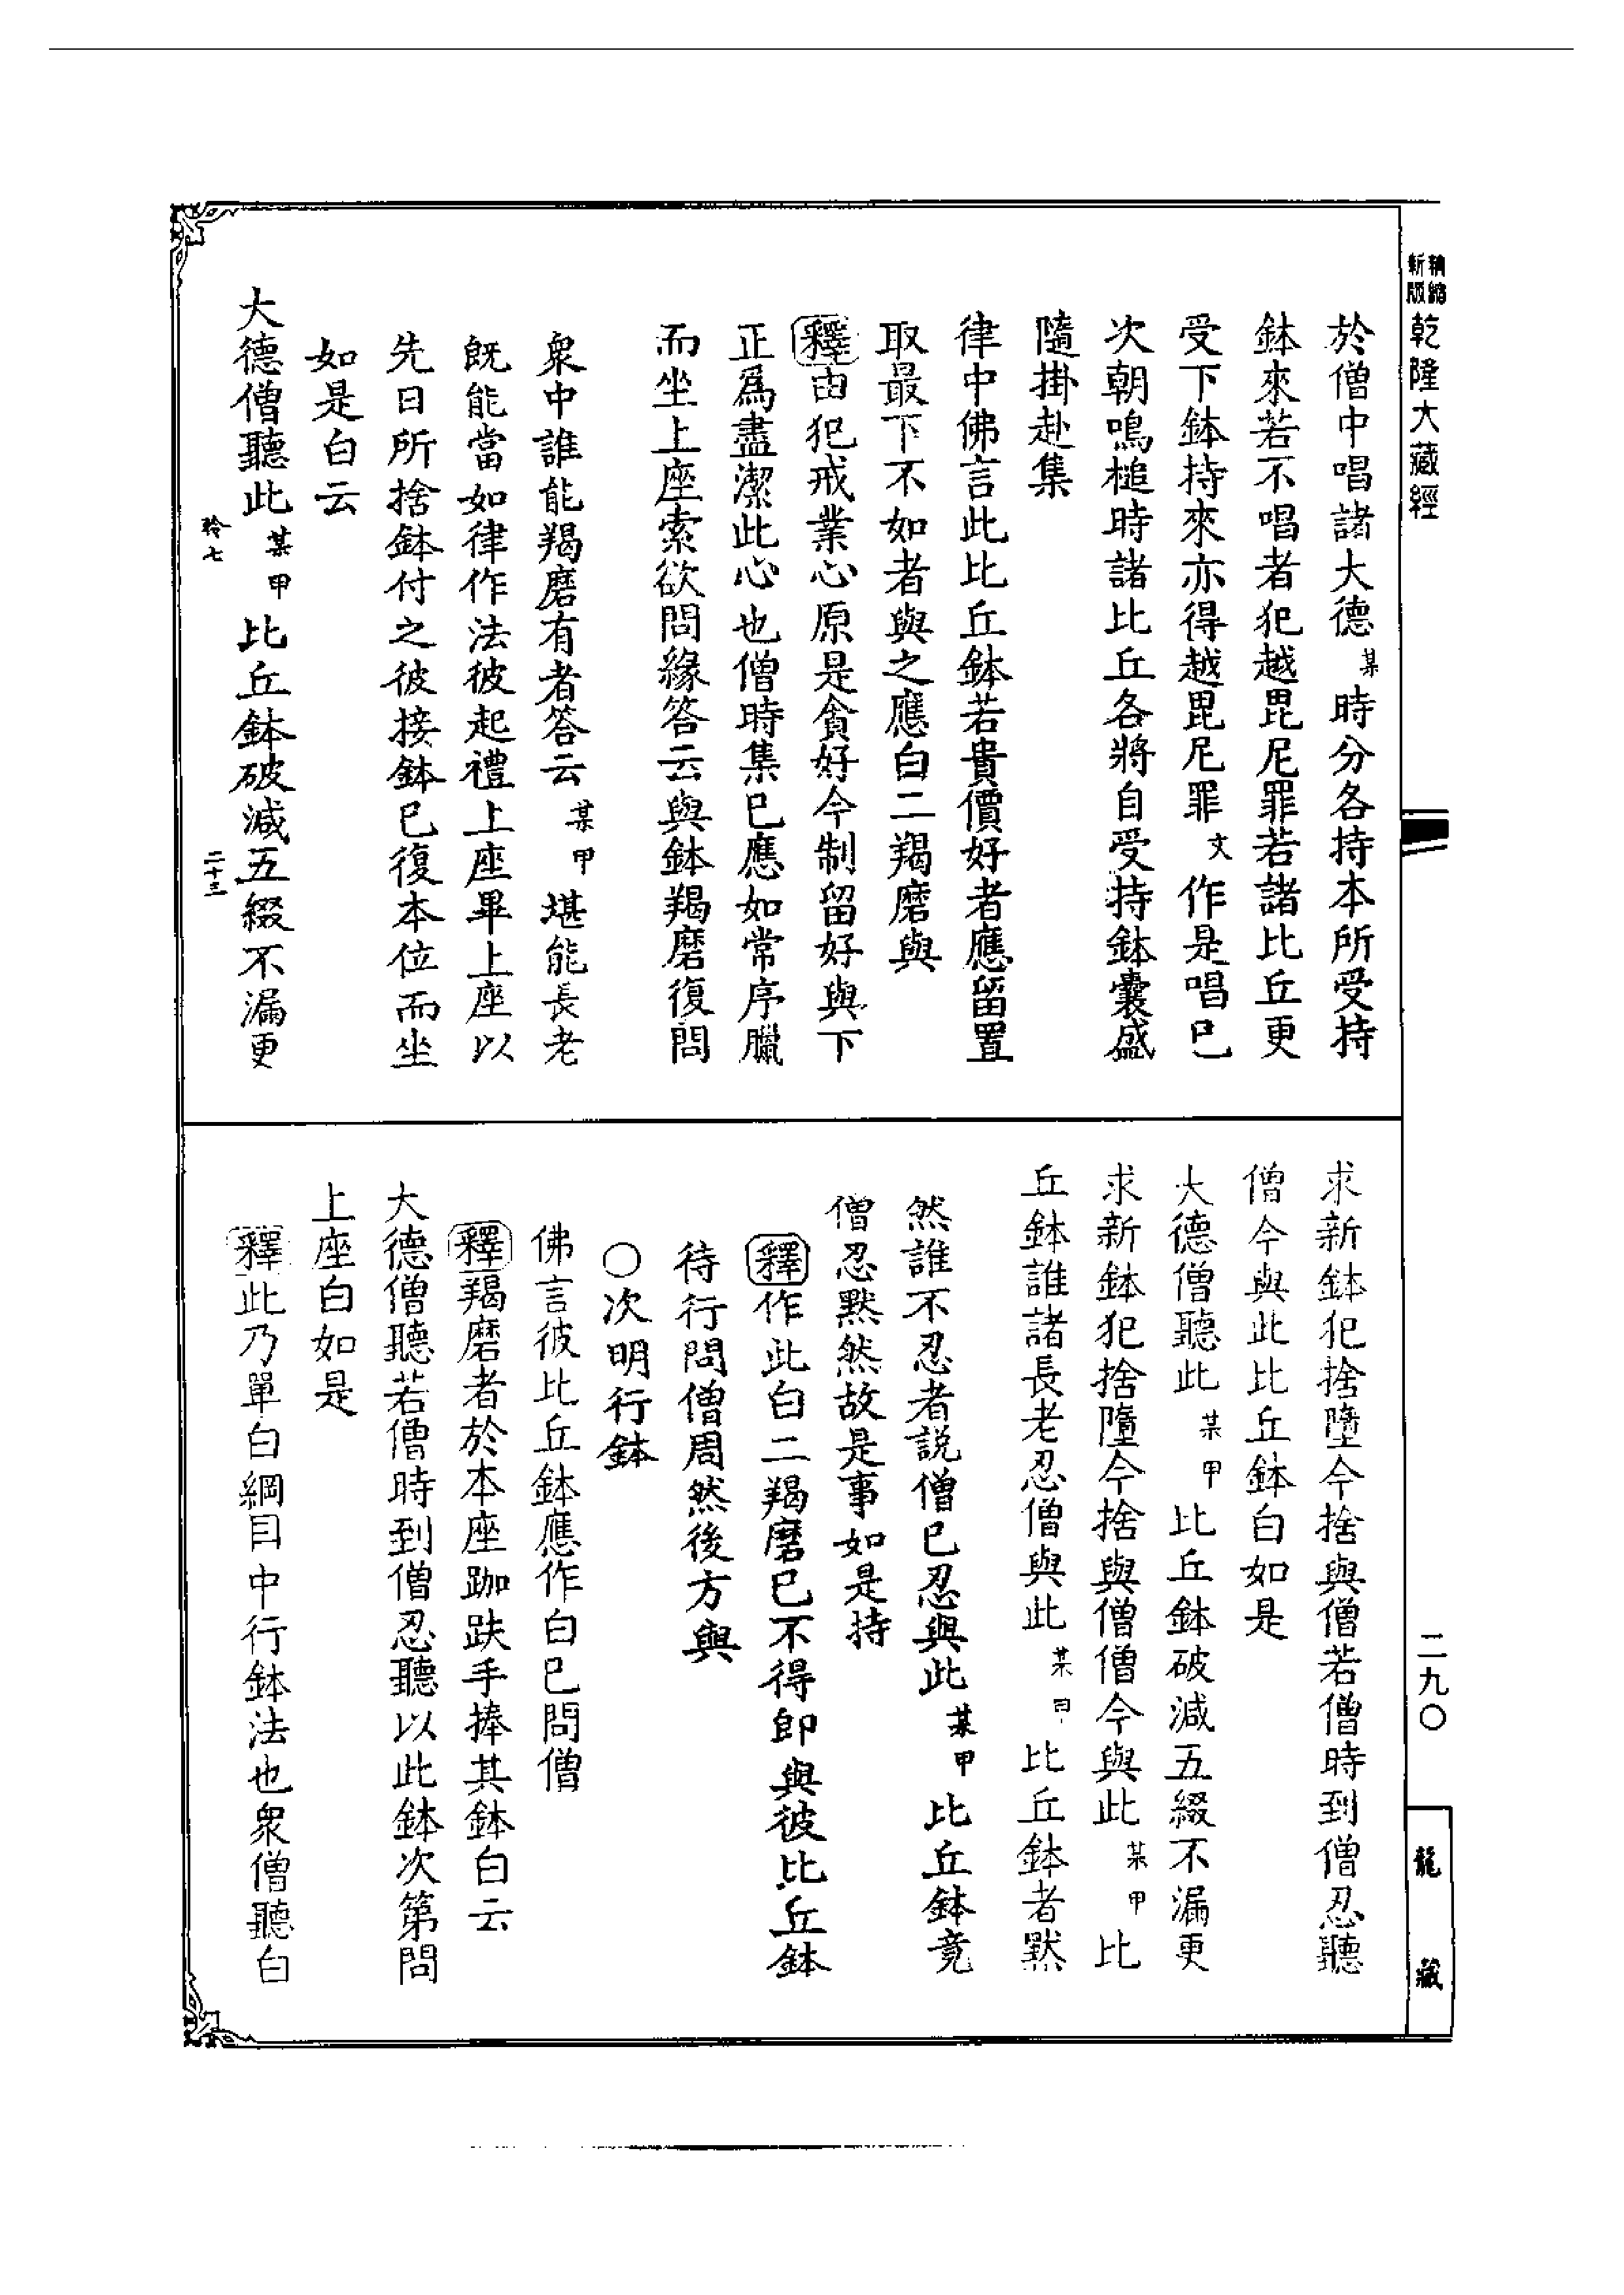 精縮新版乾隆大藏經
於僧中唱諸大德某時分各持本所受持
鉢來若不唱者犯越毘尼罪若諸比丘更
受下鉢持來亦得越毘尼罪文作是唱已
次朝鳴槌時諸比丘各將自受持鉢囊盛
隨掛赴集
律中佛言此比丘鉢若貴價好者應留置
取最下不如者與之應白二羯磨與
釋由犯戒業心原是貪好今制留好與下
正爲盡潔此心也僧時集已應如常序臘
而坐上座索欲問緣答云與鉢羯磨復問
衆中誰能羯磨有者答云某甲堪能長老
既能當如律作法彼起禮上座畢上座以
先日所捨鉢付之彼接鉢已復本位而坐
如是白云
大德僧聽此某甲比丘鉢破減五綴不漏更
二十三
求新鉢犯捨墮今捨與僧若僧時到僧忍聽
僧今與此比丘鉢白如是
大德僧聽此某甲比丘鉢破減五綴不漏更
求新鉢犯捨墮今捨與僧僧今與此某甲比
丘鉢誰諸長老忍僧與此某甲比丘鉢者默
然誰不忍者說僧已忍與此某甲比丘鉢竟
僧忍默然故是事如是持
釋作此白二羯磨已不得即與彼比丘鉢
待行問僧周然後方與
○次明行鉢
佛言彼比丘鉢應作白已問僧
釋羯磨者於本座跏趺手捧其鉢白云
大德僧聽若僧時到僧忍聽以此鉢次第問
上座白如是
釋此乃單白綱目中行鉢法也衆僧聽白
二九〇
龍藏